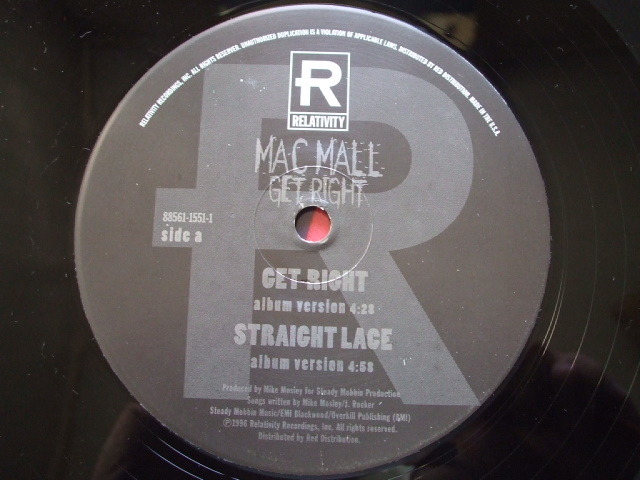 RELATIVITY RECORDINGS, INC. ALL RIGHTS RESERVED. UNAUTHORIZED DUPLICATION IS A VIOLATION OF APPLICABLE LAWS. DISTRIBUTED BY RED DISTRIBUTION. MADE IN THE U.S.A.
R
RELATIVITY
MAC MALL
GET RIGHT
88561-1551-1
side a
GET RIGHT
album version 4:28
STRAIGHT LACE
album version 4:58
Produced by Mike Mosley for Steady Mobbin Production
Songs written by Mike Mosley/J. Rocker
Steady Mobbin Music/EMI Blackwood/Overkill Publishing (BMI)
℗©1996 Relativity Recordings, Inc. All rights reserved.
Distributed by Red Distribution.